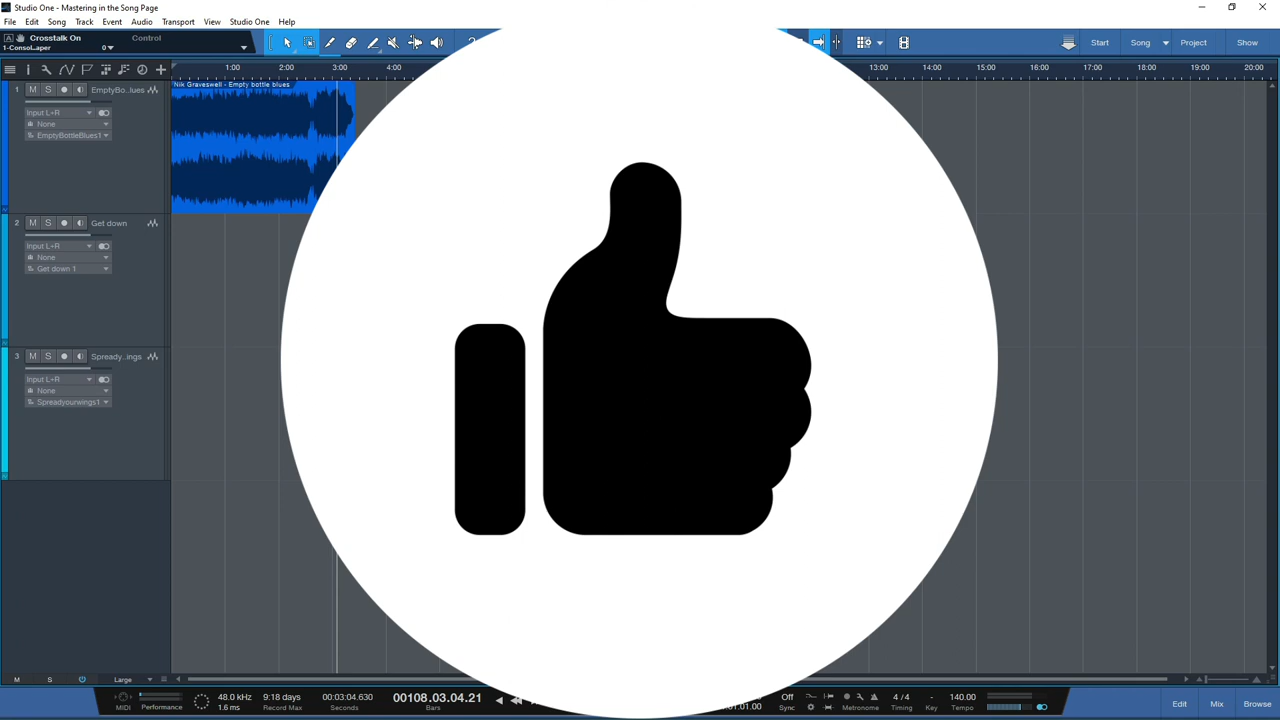 Studio One - Mastering in the Song Page
File Edit Song Track Event Audio Transport View Studio One Help
Crosstalk On Control
1-Consol..aper 0
Start Song Project Show
1:00 2:00 3:00 4:00 13:00 14:00 15:00 16:00 17:00 18:00 19:00 20:00
1 M S EmptyBo..lues
Nik Graveswell - Empty bottle blues
Input L+R
None
EmptyBottleBlues1
2 M S Get down
Input L+R
None
Get down 1
3 M S Spready..ings
Input L+R
None
Spreadyourwings1
M S Large
MIDI Performance
48.0 kHz
1.6 ms
9:18 days
Record Max
00:03:04.630
Seconds
00108.03.04.21
Bars
Off
Sync
Metronome
4 / 4
Timing
-
Key
140.00
Tempo
Edit Mix Browse